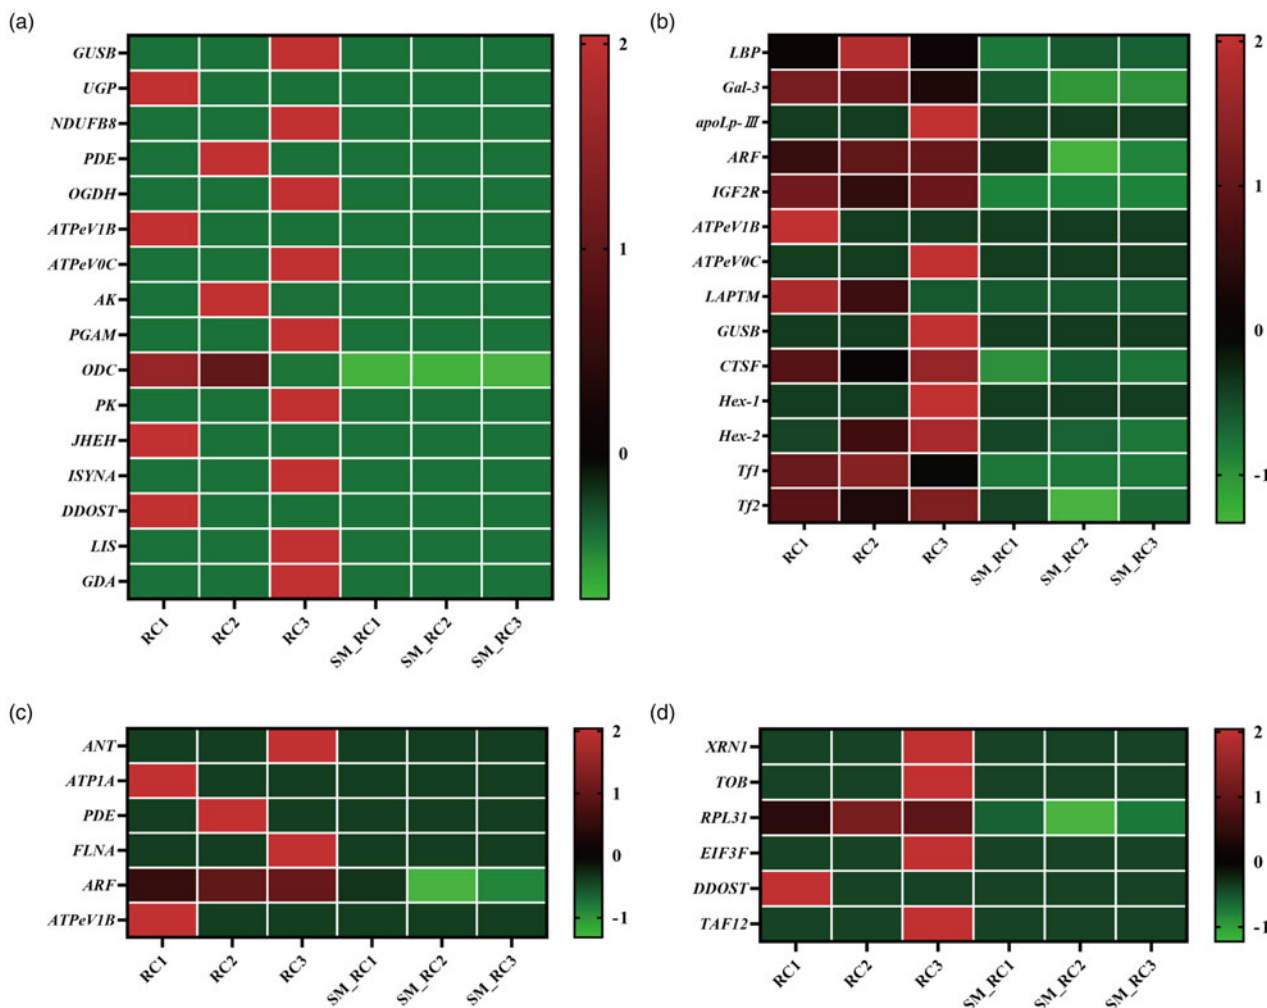 (a)
GUSB
UGP
NDUFB8
PDE
OGDH
ATPeV1B
ATPeV0C
AK
PGAM
ODC
PK
JHEH
ISYNA
DDOST
LIS
GDA
RC1 RC2 RC3 SM_RC1 SM_RC2 SM_RC3
2
1
0
(b)
LBP
Gal-3
apoLp-Ⅲ
ARF
IGF2R
ATPeV1B
ATPeV0C
LAPTM
GUSB
CTSF
Hex-1
Hex-2
Tf1
Tf2
RC1 RC2 RC3 SM_RC1 SM_RC2 SM_RC3
2
1
0
-1
(c)
ANT
ATP1A
PDE
FLNA
ARF
ATPeV1B
RC1 RC2 RC3 SM_RC1 SM_RC2 SM_RC3
2
1
0
-1
(d)
XRN1
TOB
RPL31
EIF3F
DDOST
TAF12
RC1 RC2 RC3 SM_RC1 SM_RC2 SM_RC3
2
1
0
-1